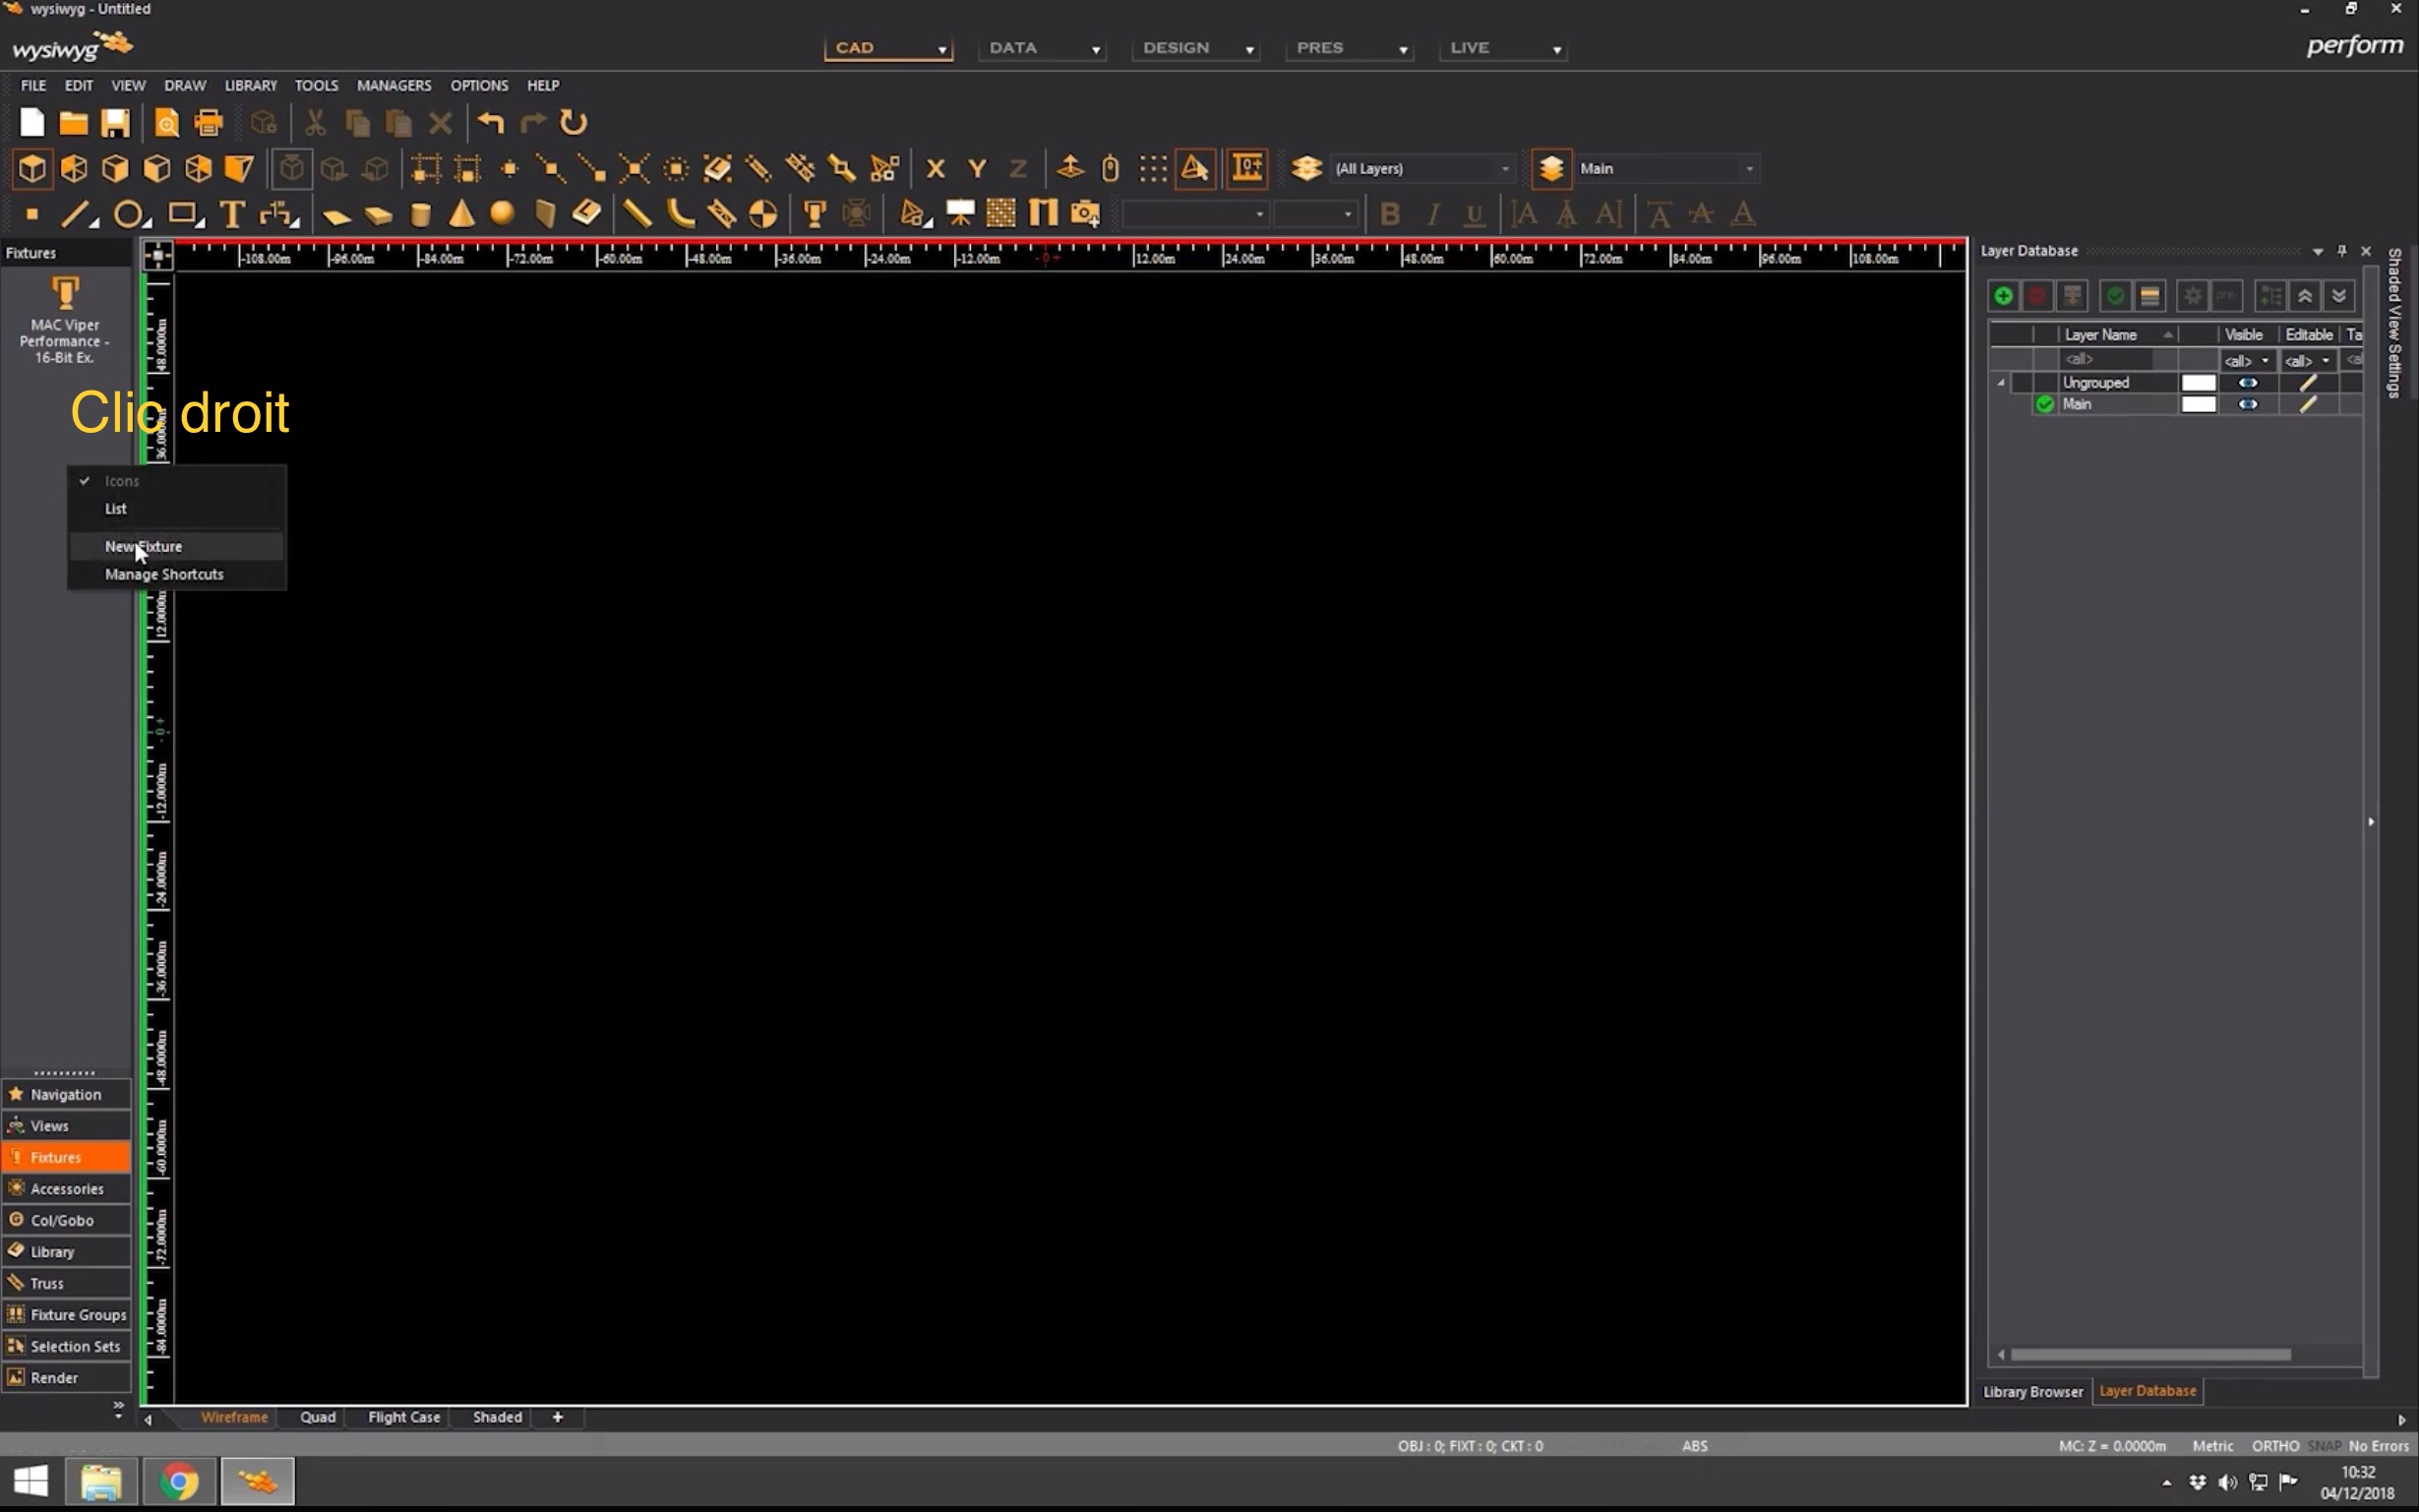 wysiwyg - Untitled
wysiwyg
CAD DATA DESIGN PRES LIVE
perform
FILE EDIT VIEW DRAW LIBRARY TOOLS MANAGERS OPTIONS HELP
X Y Z
(All Layers)
Main
T
B I U
Fixtures
MAC Viper
Performance -
16-Bit Ex.
Clic droit
Icons
List
New Fixture
Manage Shortcuts
-108.00m -96.00m -84.00m -72.00m -60.00m -48.00m -36.00m -24.00m -12.00m - 0 + 12.00m 24.00m 36.00m 48.00m 60.00m 72.00m 84.00m 96.00m 108.00m
48.0000m
36.0000m
12.0000m
- 0 +
-12.0000m
-24.0000m
-36.0000m
-48.0000m
-60.0000m
-72.0000m
-84.0000m
Layer Database
Layer Name Visible Editable Ta
<all> <all> <all>
Ungrouped
Main
Shaded View Settings
Navigation
Views
Fixtures
Accessories
Col/Gobo
Library
Truss
Fixture Groups
Selection Sets
Render
Library Browser Layer Database
Wireframe Quad Flight Case Shaded +
OBJ : 0; FIXT : 0; CKT : 0 ABS MC: Z = 0.0000m Metric ORTHO SNAP No Errors
10:32
04/12/2018